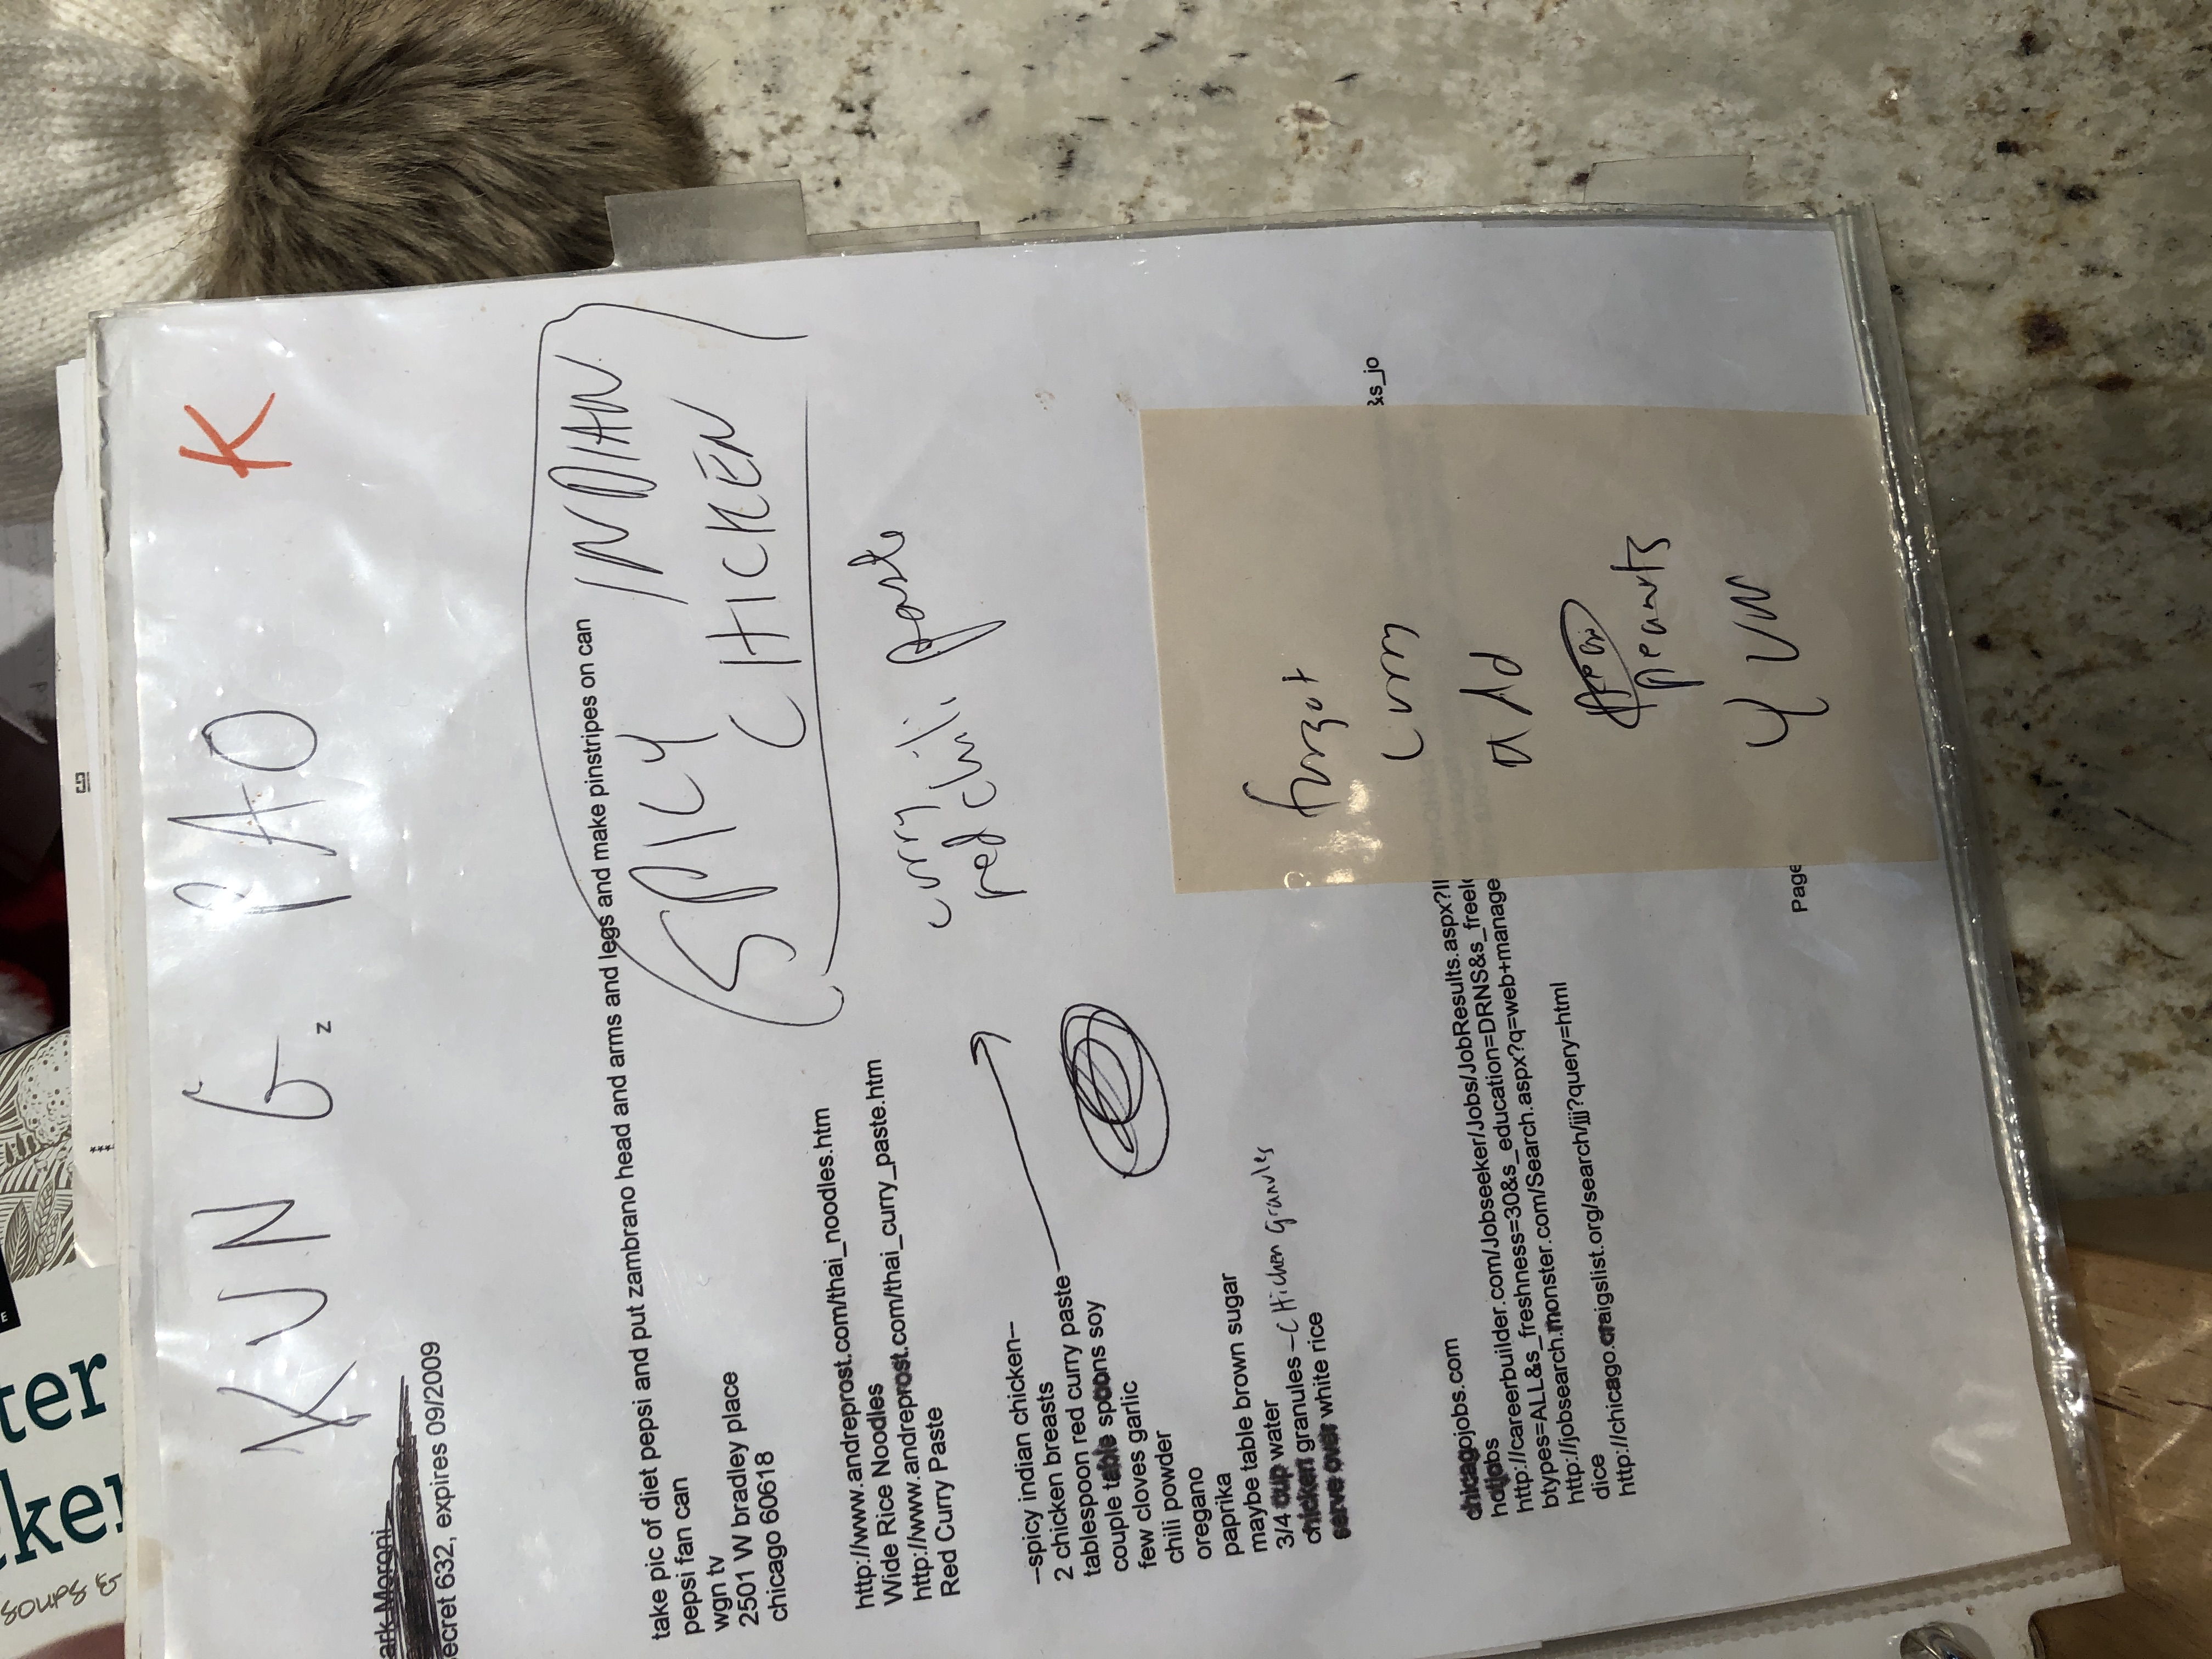 KUNG PAO
K
z
ark Moroni
ecret 632, expires 09/2009
take pic of diet pepsi and put zambrano head and arms and legs and make pinstripes on can
pepsi fan can
wgn tv
2501 W bradley place
chicago 60618
SPICY INDIAN
CHICKEN
http://www.andreprost.com/thai_noodles.htm
Wide Rice Noodles
http://www.andreprost.com/thai_curry_paste.htm
Red Curry Paste
curry
red chili paste
--spicy indian chicken--
2 chicken breasts
tablespoon red curry paste
couple table spoons soy
few cloves garlic
chili powder
oregano
paprika
maybe table brown sugar
3/4 cup water
chicken granules - CHicken Granules
serve over white rice
forgot
curry
add
peanuts
YUM
chicagojobs.com
hotjobs
http://careerbuilder.com/Jobseeker/Jobs/JobResults.aspx?
&s_jo
btypes=ALL&s_freshness=30&s_education=DRNS&s_freel
http://jobsearch.monster.com/Search.aspx?q=web+manage
dice
http://chicago.craigslist.org/search/jjj?query=html
Page
ter
ker
soups